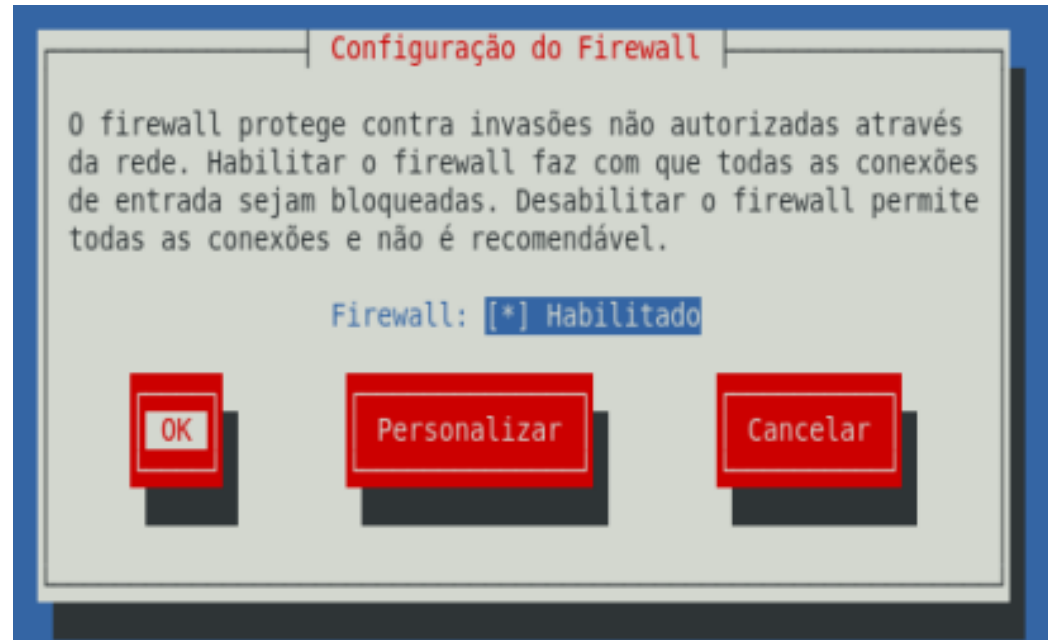 Configuração do Firewall
O firewall protege contra invasões não autorizadas através
da rede. Habilitar o firewall faz com que todas as conexões
de entrada sejam bloqueadas. Desabilitar o firewall permite
todas as conexões e não é recomendável.
Firewall: [*] Habilitado
OK Personalizar Cancelar